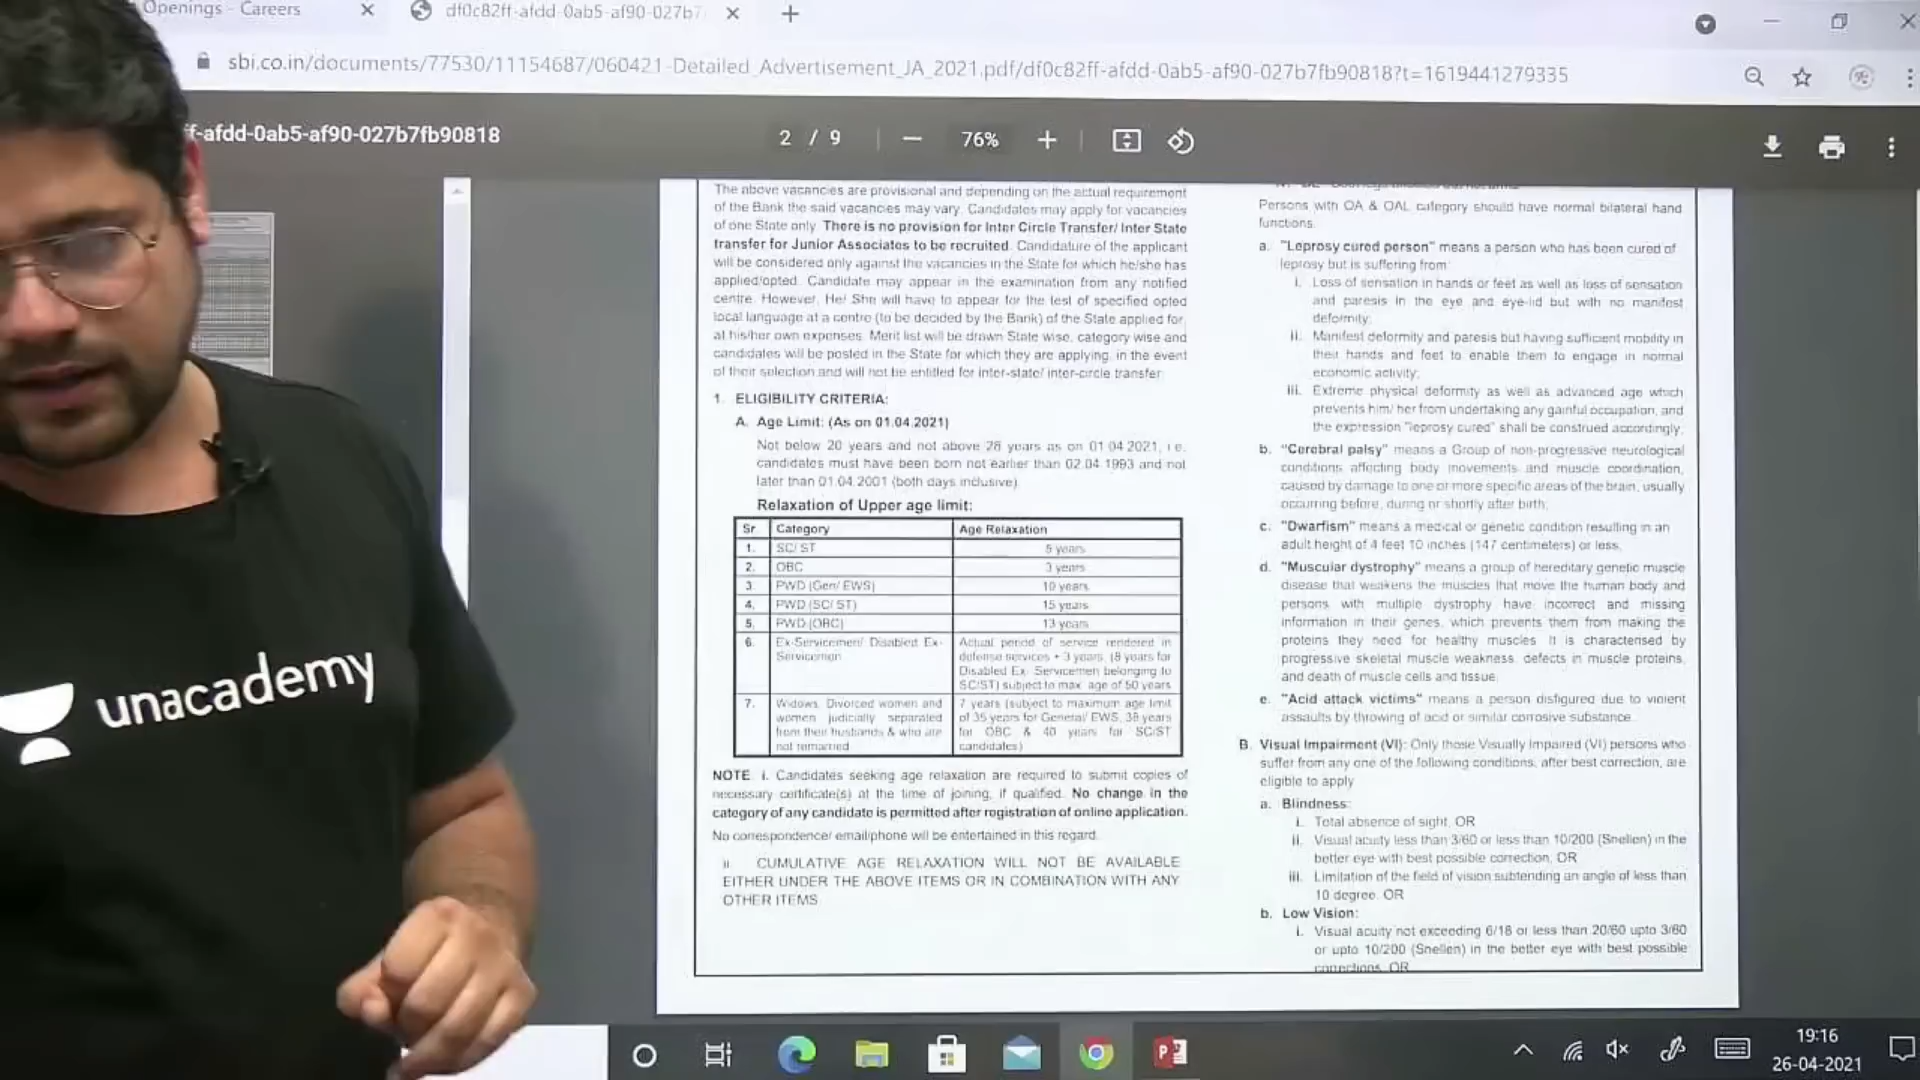 Openings - Careers
df0c82ff-afdd-0ab5-af90-027b7
sbi.co.in/documents/77530/11154687/060421-Detailed_Advertisement_JA_2021.pdf/df0c82ff-afdd-0ab5-af90-027b7fb90818?t=1619441279335
ff-afdd-0ab5-af90-027b7fb90818
2 / 9
76%
The above vacancies are provisional and depending on the actual requirement
of the Bank the said vacancies may vary. Candidates may apply for vacancies
of one State only. There is no provision for Inter Circle Transfer/ Inter State
transfer for Junior Associates to be recruited. Candidature of the applicant
will be considered only against the vacancies in the State for which he/she has
applied/opted. Candidate may appear in the examination from any notified
centre. However, He/ She will have to appear for the test of specified opted
local language at a centre (to be decided by the Bank) of the State applied for,
at his/her own expenses. Merit list will be drawn State wise, category wise and
candidates will be posted in the State for which they are applying, in the event
of their selection and will not be entitled for inter-state/ inter-circle transfer
1. ELIGIBILITY CRITERIA:
A. Age Limit: (As on 01.04.2021)
Not below 20 years and not above 28 years as on 01.04.2021, i.e.
candidates must have been born not earlier than 02.04.1993 and not
later than 01.04.2001 (both days inclusive)
Relaxation of Upper age limit:
Sr. Category Age Relaxation
1. SC/ ST 5 years
2. OBC 3 years
3. PWD (Gen/ EWS) 10 years
4. PWD (SC/ ST) 15 years
5. PWD (OBC) 13 years
6. Ex-Servicemen/ Disabled Ex-Servicemen Actual period of service rendered in
defense services + 3 years, (8 years for
Disabled Ex- Servicemen belonging to
SC/ST) subject to max. age of 50 years
7. Widows, Divorced women and
women judicially separated
from their husbands & who are
not remarried
7 years (subject to maximum age limit
of 35 years for General/ EWS, 38 years
for OBC & 40 years for SC/ST
candidates)
NOTE i. Candidates seeking age relaxation are required to submit copies of
necessary certificate(s) at the time of joining, if qualified. No change in the
category of any candidate is permitted after registration of online application.
No correspondence/ email/phone will be entertained in this regard.
ii. CUMULATIVE AGE RELAXATION WILL NOT BE AVAILABLE
EITHER UNDER THE ABOVE ITEMS OR IN COMBINATION WITH ANY
OTHER ITEMS
Persons with OA & OAL category should have normal bilateral hand
functions.
a. "Leprosy cured person" means a person who has been cured of
leprosy but is suffering from:
i. Loss of sensation in hands or feet as well as loss of sensation
and paresis in the eye and eye-lid but with no manifest
deformity;
ii. Manifest deformity and paresis but having sufficient mobility in
their hands and feet to enable them to engage in normal
economic activity;
iii. Extreme physical deformity as well as advanced age which
prevents him/ her from undertaking any gainful occupation, and
the expression "leprosy cured" shall be construed accordingly;
b. "Cerebral palsy" means a Group of non-progressive neurological
conditions affecting body movements and muscle coordination,
caused by damage to one or more specific areas of the brain, usually
occurring before, during or shortly after birth;
c. "Dwarfism" means a medical or genetic condition resulting in an
adult height of 4 feet 10 inches (147 centimeters) or less;
d. "Muscular dystrophy" means a group of hereditary genetic muscle
disease that weakens the muscles that move the human body and
persons with multiple dystrophy have incorrect and missing
information in their genes, which prevents them from making the
proteins they need for healthy muscles. It is characterised by
progressive skeletal muscle weakness, defects in muscle proteins,
and death of muscle cells and tissue;
e. "Acid attack victims" means a person disfigured due to violent
assaults by throwing of acid or similar corrosive substance.
B. Visual Impairment (VI): Only those Visually Impaired (VI) persons who
suffer from any one of the following conditions, after best correction, are
eligible to apply
a. Blindness:
i. Total absence of sight, OR
ii. Visual acuity less than 3/60 or less than 10/200 (Snellen) in the
better eye with best possible correction, OR
iii. Limitation of the field of vision subtending an angle of less than
10 degree, OR
b. Low Vision:
i. Visual acuity not exceeding 6/18 or less than 20/60 upto 3/60
or upto 10/200 (Snellen) in the better eye with best possible
corrections, OR
unacademy
19:16
26-04-2021